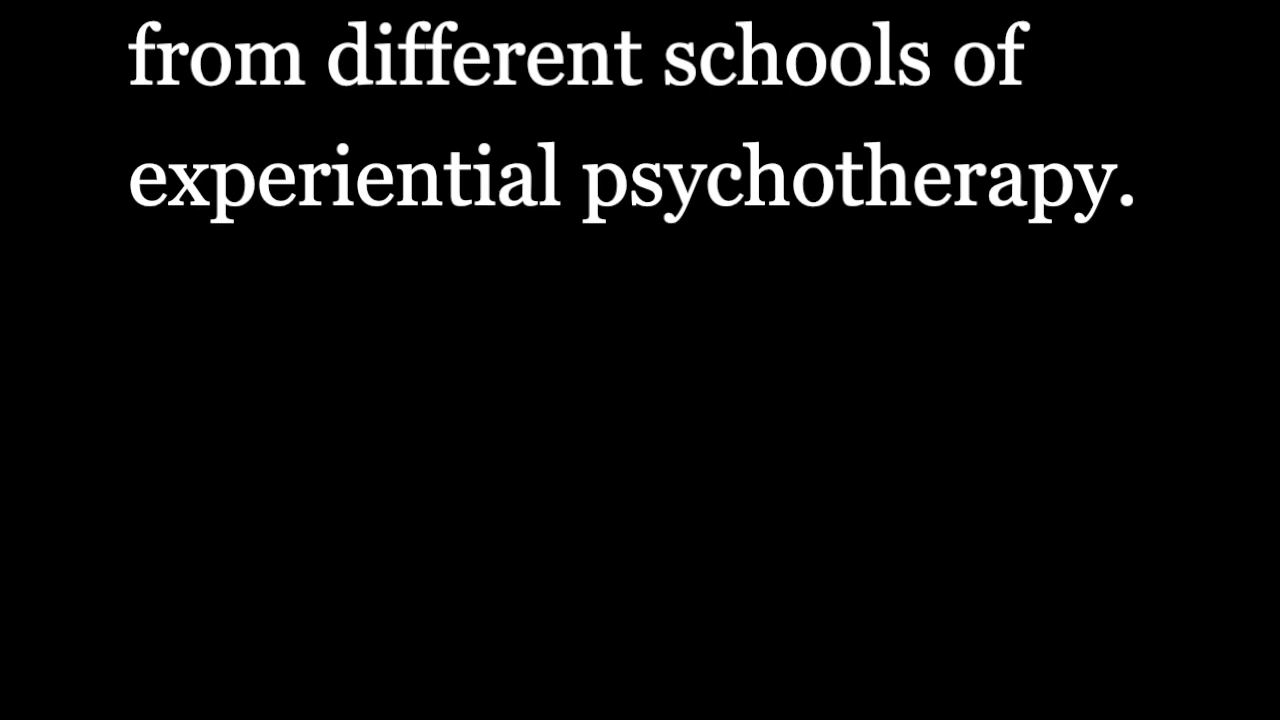 from different schools of
experiential psychotherapy.